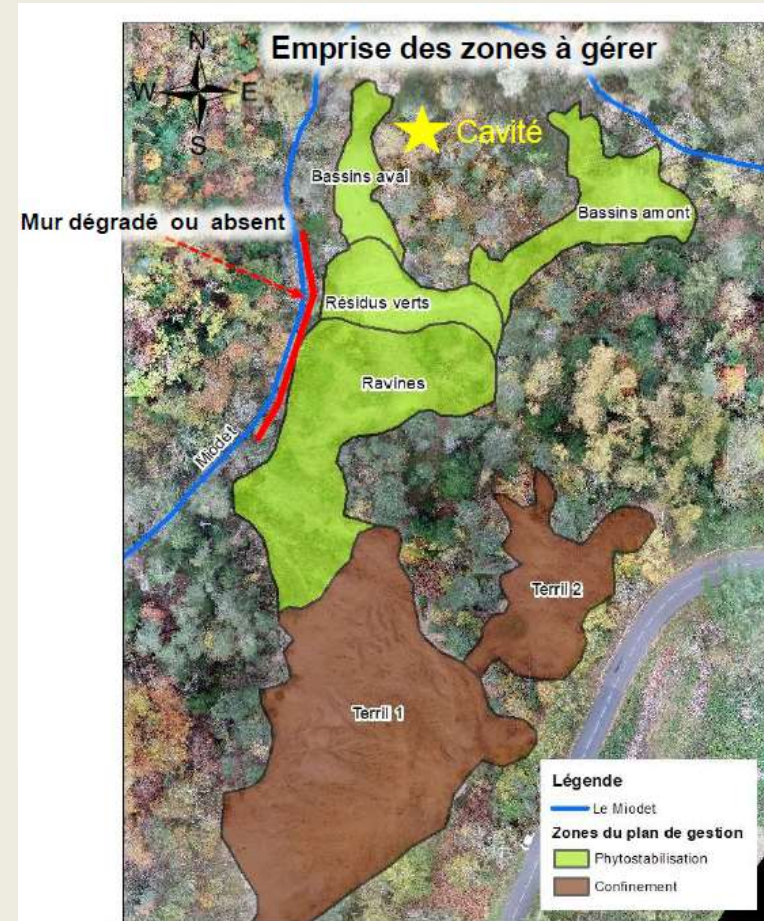 Emprise des zones à gérer
N
W
E
S
Cavité
Bassins aval
Bassins amont
Mur dégradé ou absent
Résidus verts
Ravines
Miodet
Terril 2
Terril 1
Légende
Le Miodet
Zones du plan de gestion
Phytostabilisation
Confinement